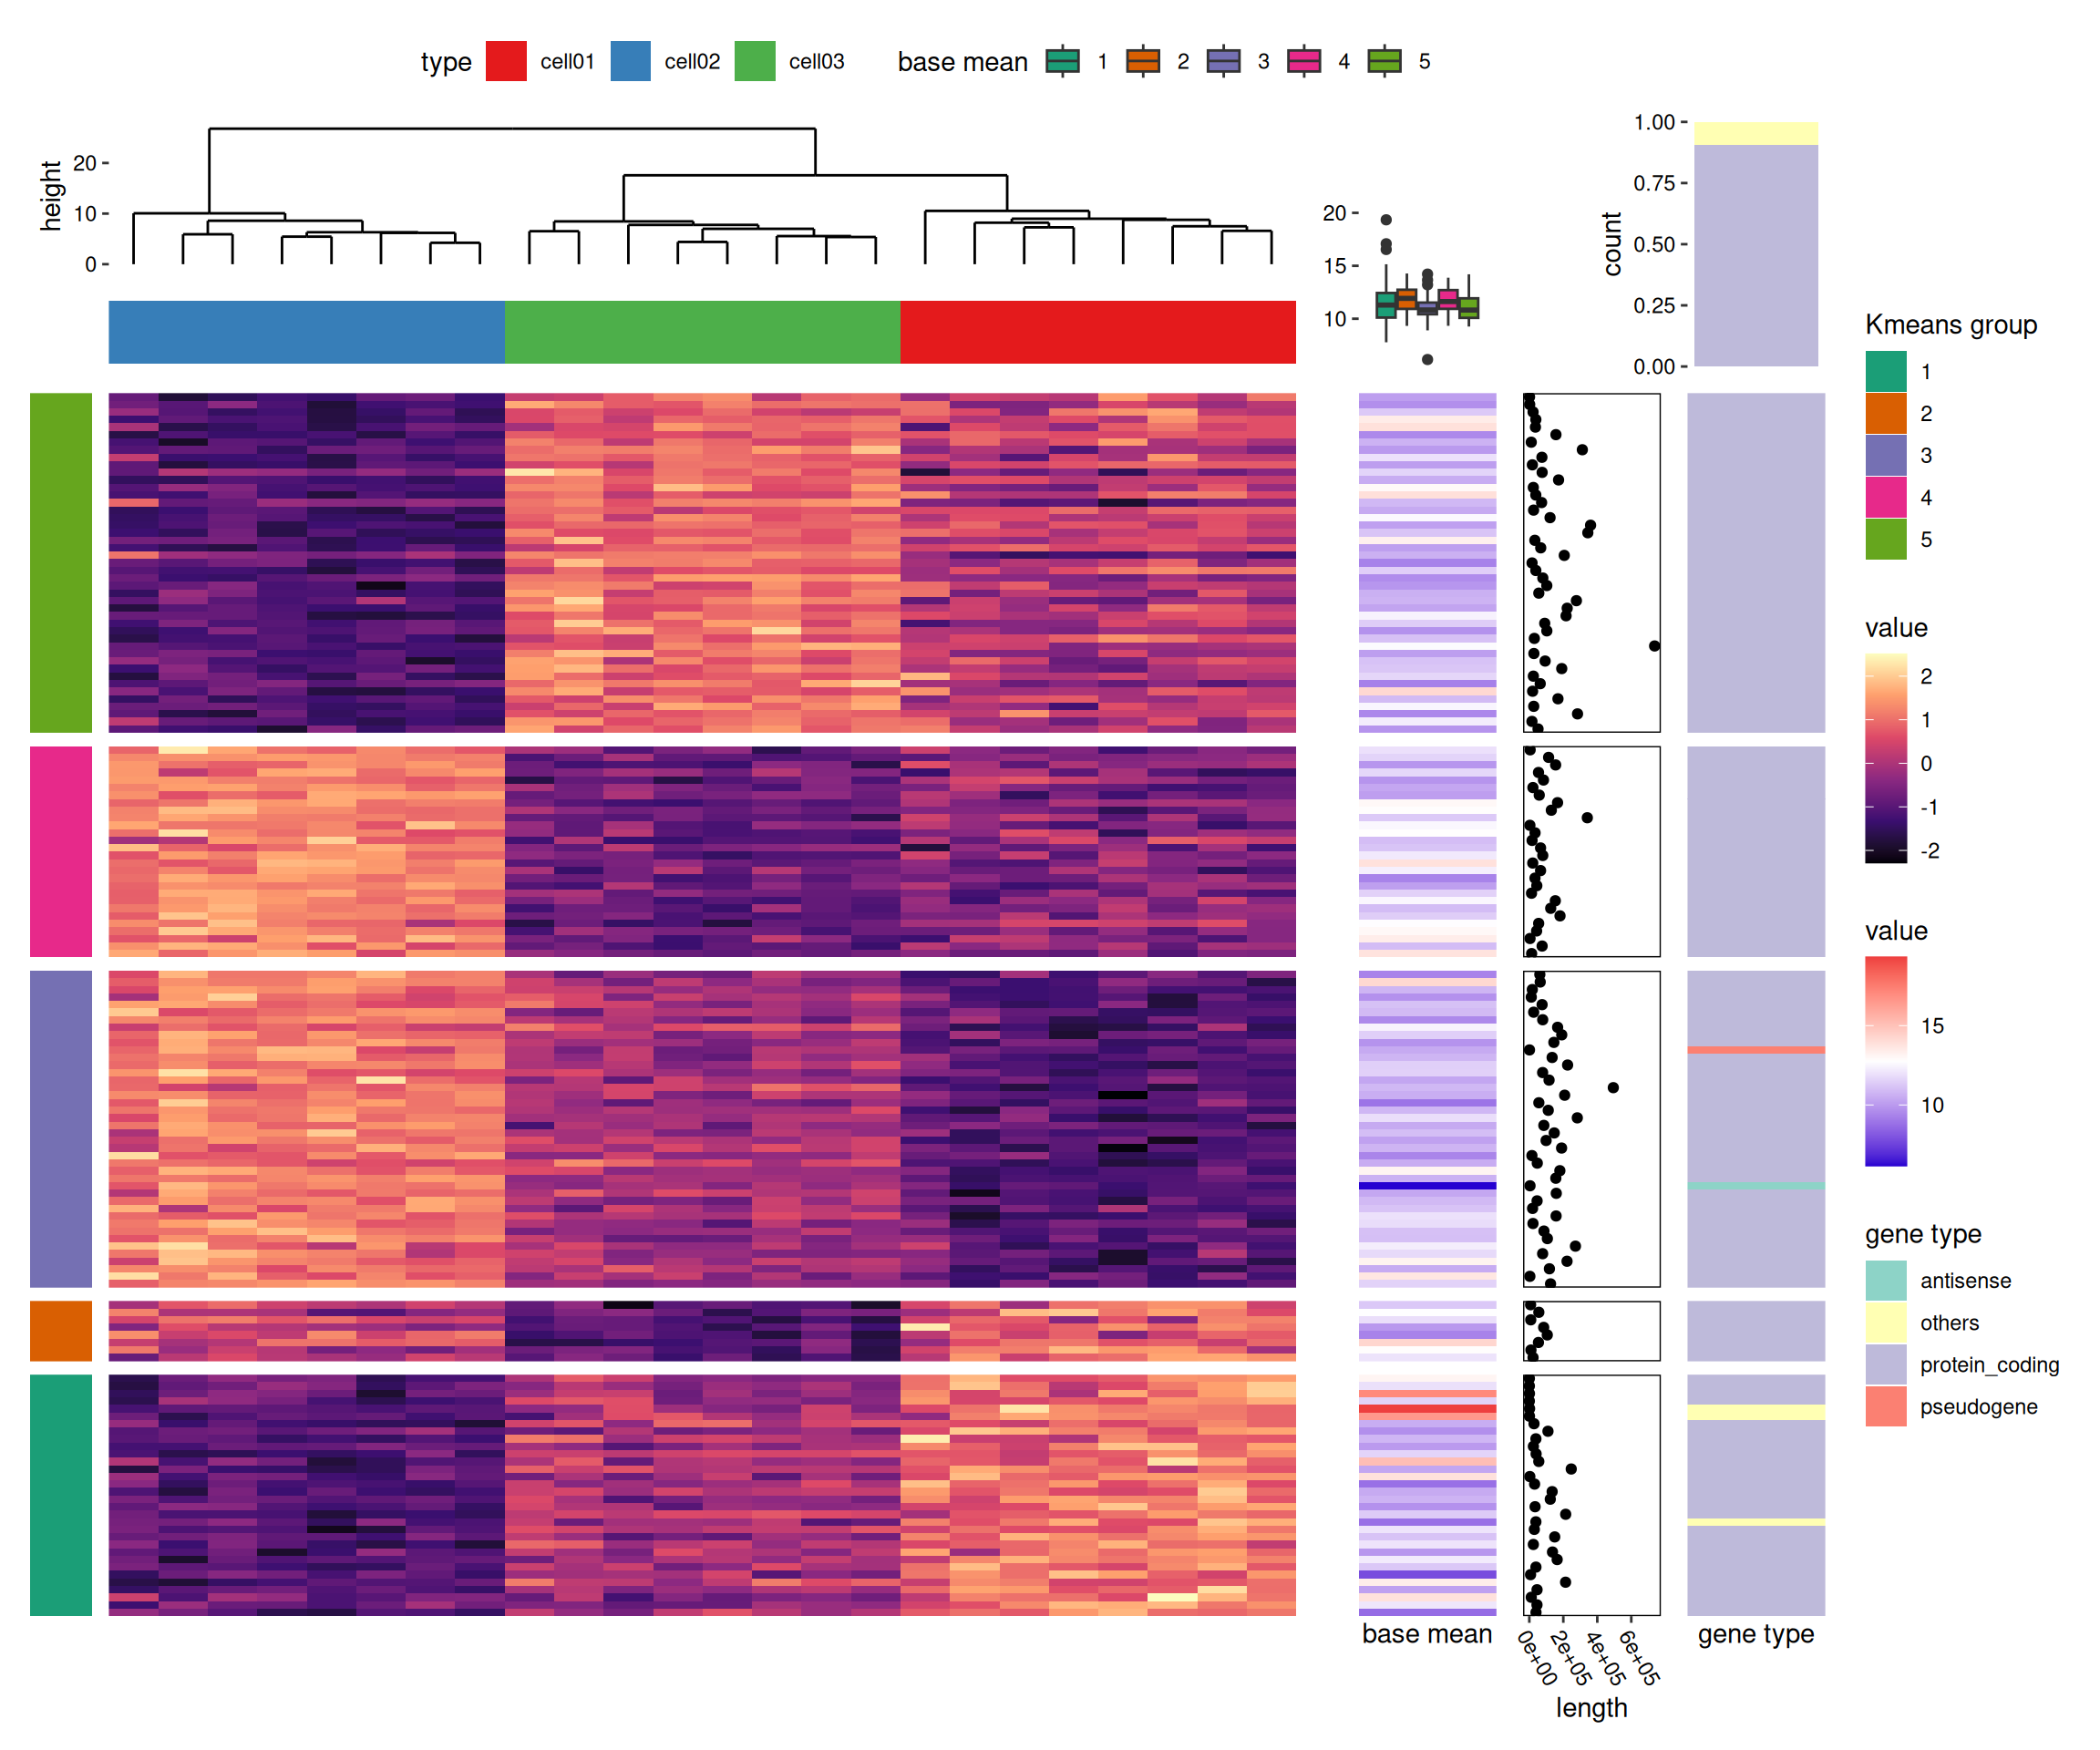 type cell01 cell02 cell03 base mean 1 2 3 4 5
height
20
10
0
20
15
10
count
1.00
0.75
0.50
0.25
0.00
Kmeans group
1
2
3
4
5
value
2
1
0
-1
-2
value
15
10
gene type
antisense
others
protein_coding
pseudogene
base mean
0e+00 2e+05 4e+05 6e+05
length
gene type